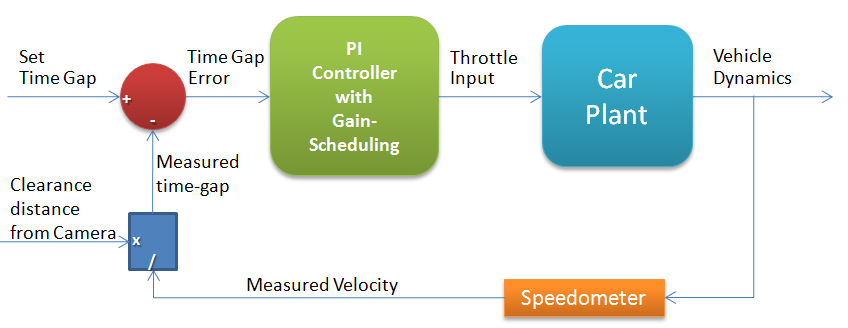 Set
Time Gap
Time Gap
Error
PI
Controller
with
Gain-
Scheduling
Throttle
Input
Car
Plant
Vehicle
Dynamics
+
-
Measured
time-gap
Clearance
distance
from Camera
x
/
Measured Velocity
Speedometer